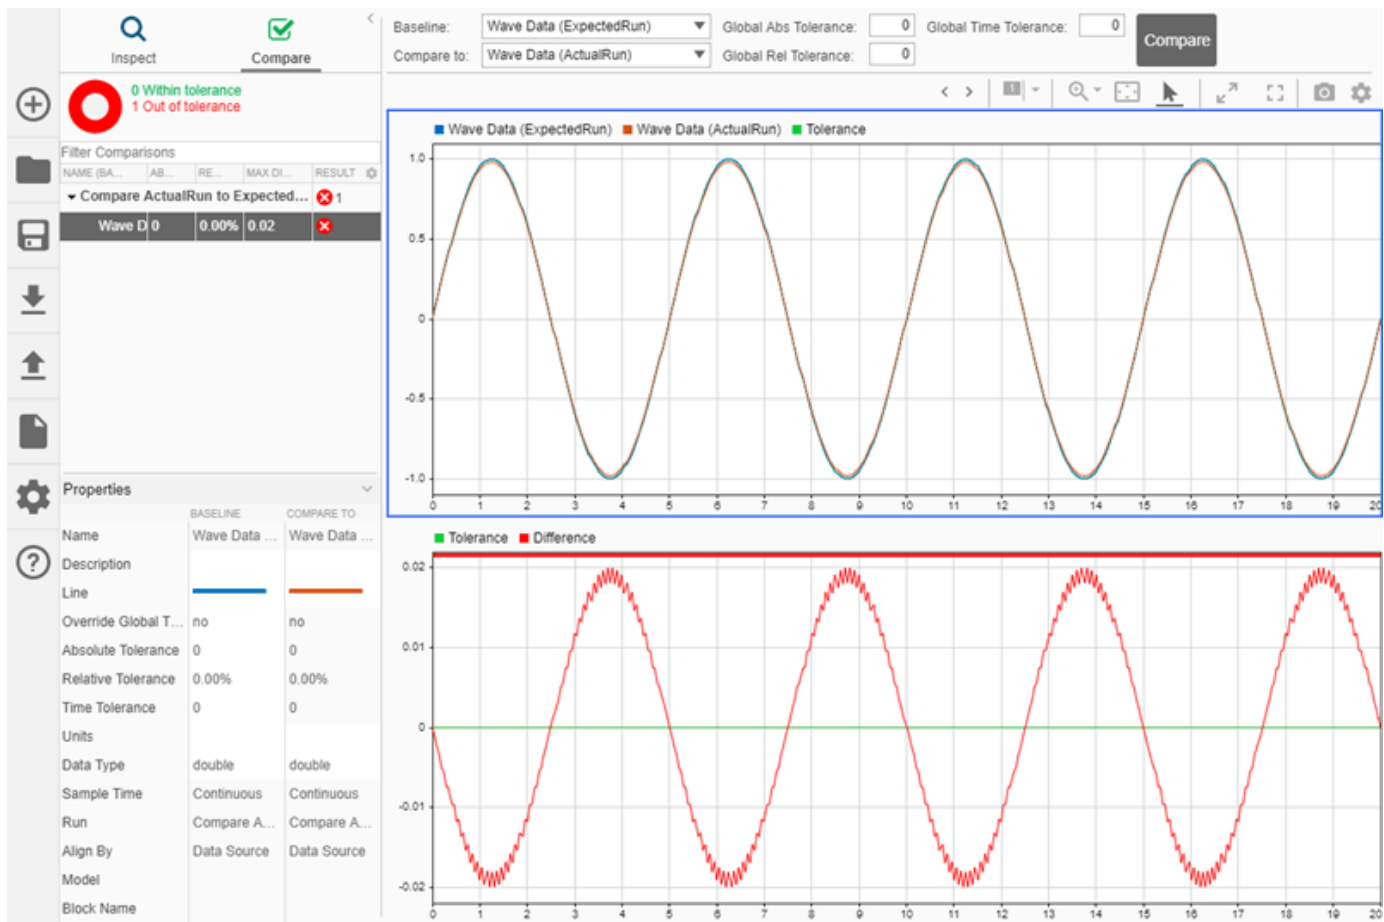 Inspect
Compare
Baseline:
Wave Data (ExpectedRun)
Global Abs Tolerance:
0
Global Time Tolerance:
0
Compare
Compare to:
Wave Data (ActualRun)
Global Rel Tolerance:
0
0 Within tolerance
1 Out of tolerance
Filter Comparisons
NAME (BA... AB... RE... MAX DI... RESULT
Compare ActualRun to Expected... 1
Wave D 0 0.00% 0.02
1
Wave Data (ExpectedRun) Wave Data (ActualRun) Tolerance
1.0
0.5
0
-0.5
-1.0
0 1 2 3 4 5 6 7 8 9 10 11 12 13 14 15 16 17 18 19 20
Tolerance Difference
0.02
0.01
0
-0.01
-0.02
0 1 2 3 4 5 6 7 8 9 10 11 12 13 14 15 16 17 18 19 20
Properties
BASELINE COMPARE TO
Name Wave Data ... Wave Data ...
Description
Line
Override Global T... no no
Absolute Tolerance 0 0
Relative Tolerance 0.00% 0.00%
Time Tolerance 0 0
Units
Data Type double double
Sample Time Continuous Continuous
Run Compare A... Compare A...
Align By Data Source Data Source
Model
Block Name